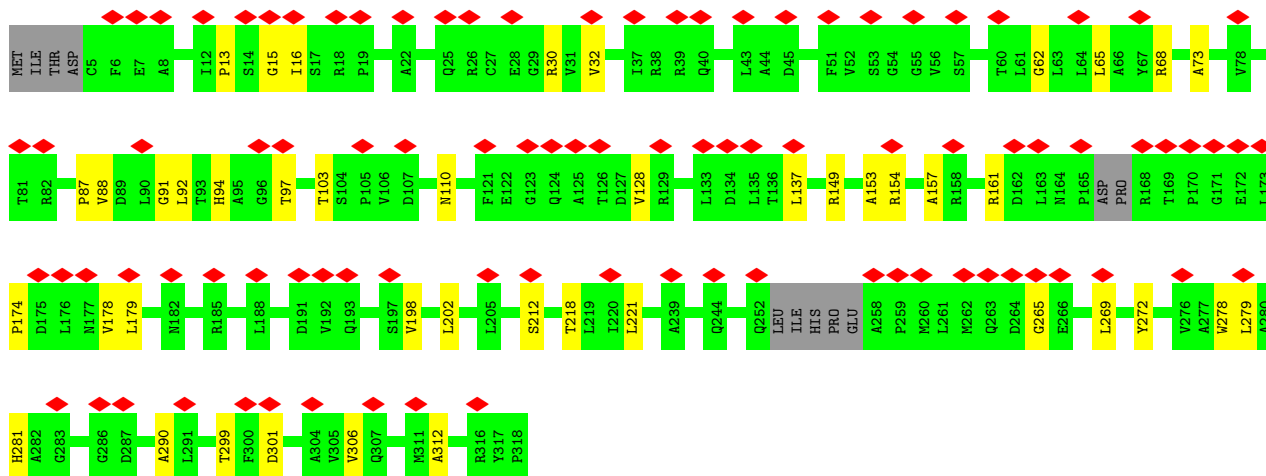 MET ILE THR ASP C5 F6 E7 A8 I12 P13 S14 G15 I16 S17 R18 P19 A22 Q25 R26 C27 E28 G29 R30 V31 V32 I37 R38 R39 Q40 L43 A44 D45 F51 V52 S53 G54 G55 V56 S57 T60 L61 G62 L63 L64 A66 L65 Y67 R68 A73 V78
T81 R82 P87 V88 D89 L90 G91 L92 T93 H94 A95 G96 T97 T103 S104 P105 V106 D107 N110 F121 E122 G123 Q124 A125 T126 D127 V128 R129 L133 D134 L135 T136 L137 R149 A153 R154 A157 R158 R161 D162 L163 N164 P165 ASP PRO R168 T169 P170 G171 E172 L173
P174 D175 L176 N177 V178 L179 N182 R185 L188 D191 V192 Q193 S197 V198 L202 L205 S212 T218 L219 I220 L221 A239 Q244 Q252 LEU ILE HIS PRO GLU A258 P259 M260 L261 M262 Q263 D264 G265 E266 L269 Y272 V276 A277 W278 L279 A280
H281 A282 G283 G286 D287 A290 L291 T299 F300 D301 A304 V305 V306 Q307 M311 A312 R316 Y317 P318